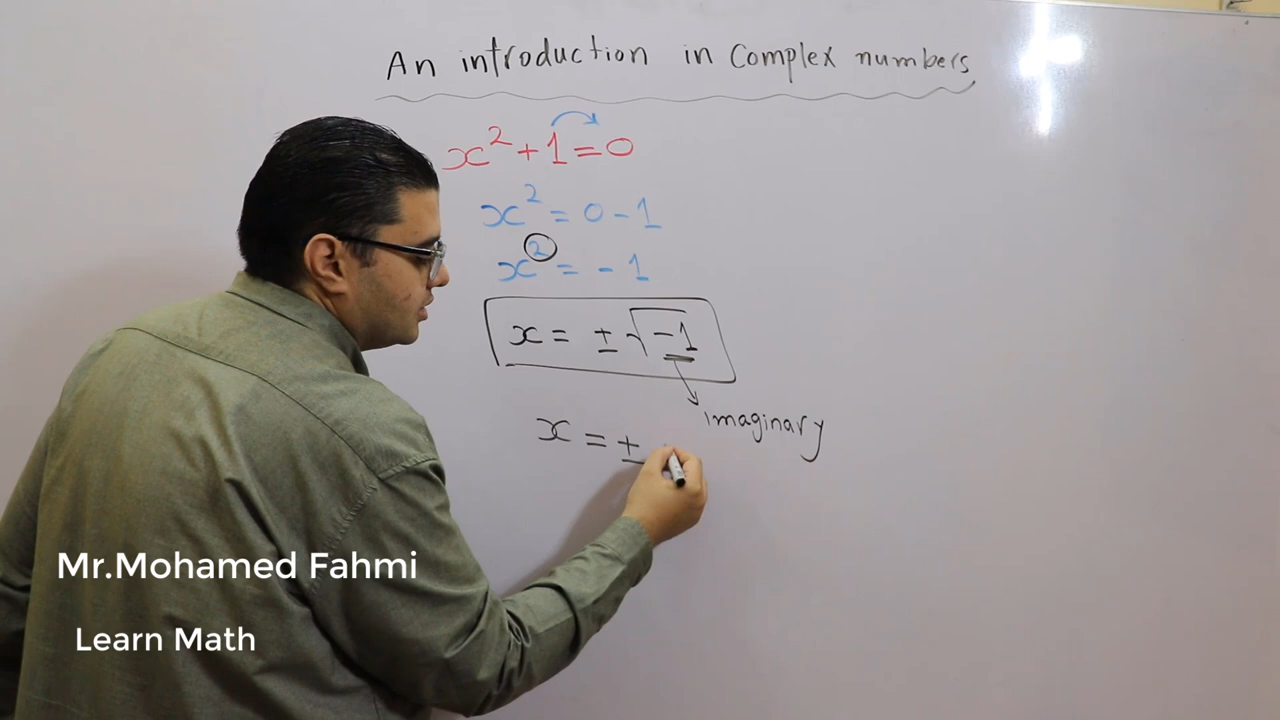 An introduction in Complex numbers
x² + 1 = 0
x² = 0 - 1
x² = - 1
x = ± √-1
imaginary
x = ±
Mr.Mohamed Fahmi
Learn Math